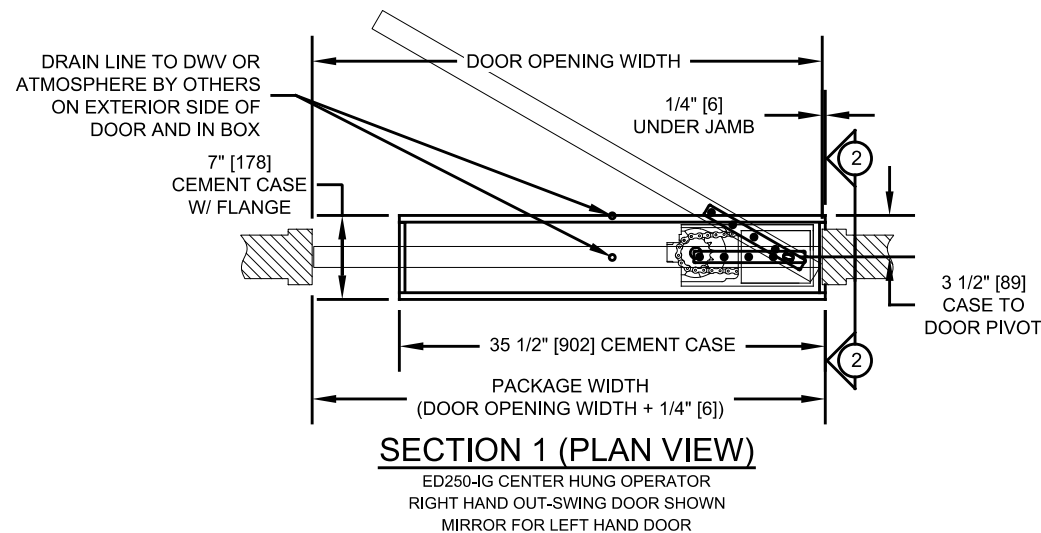 DRAIN LINE TO DWV OR
ATMOSPHERE BY OTHERS
ON EXTERIOR SIDE OF
DOOR AND IN BOX
DOOR OPENING WIDTH
1/4" [6]
UNDER JAMB
7" [178]
CEMENT CASE
W/ FLANGE
2
3 1/2" [89]
CASE TO
DOOR PIVOT
35 1/2" [902] CEMENT CASE
2
PACKAGE WIDTH
(DOOR OPENING WIDTH + 1/4" [6])
SECTION 1 (PLAN VIEW)
ED250-IG CENTER HUNG OPERATOR
RIGHT HAND OUT-SWING DOOR SHOWN
MIRROR FOR LEFT HAND DOOR